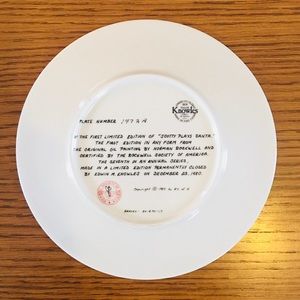 Knowles
PLATE NUMBER 1972 A
OF THE FIRST LIMITED EDITION OF "SCOTTY PLAYS SANTA."
THE FIRST EDITION IN ANY FORM FROM
THE ORIGINAL OIL PAINTING BY NORMAN ROCKWELL AND
CERTIFIED BY THE ROCKWELL SOCIETY OF AMERICA.
THE SEVENTH IN AN ANNUAL SERIES
MADE IN A LIMITED EDITION PERMANENTLY CLOSED
BY EDWIN M. KNOWLES ON DECEMBER 23, 1980.
Copyright